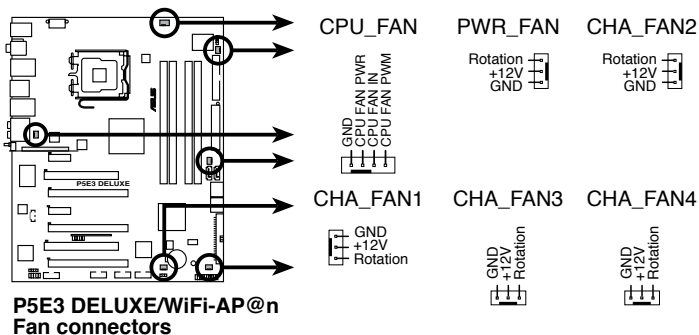 CPU_FAN
GND
CPU FAN PWR
CPU FAN IN
CPU FAN PWM
PWR_FAN
Rotation
+12V
GND
CHA_FAN2
Rotation
+12V
GND
ASUS
P5E3 DELUXE
CHA_FAN1
GND
+12V
Rotation
CHA_FAN3
GND
+12V
Rotation
CHA_FAN4
GND
+12V
Rotation
P5E3 DELUXE/WiFi-AP@n
Fan connectors